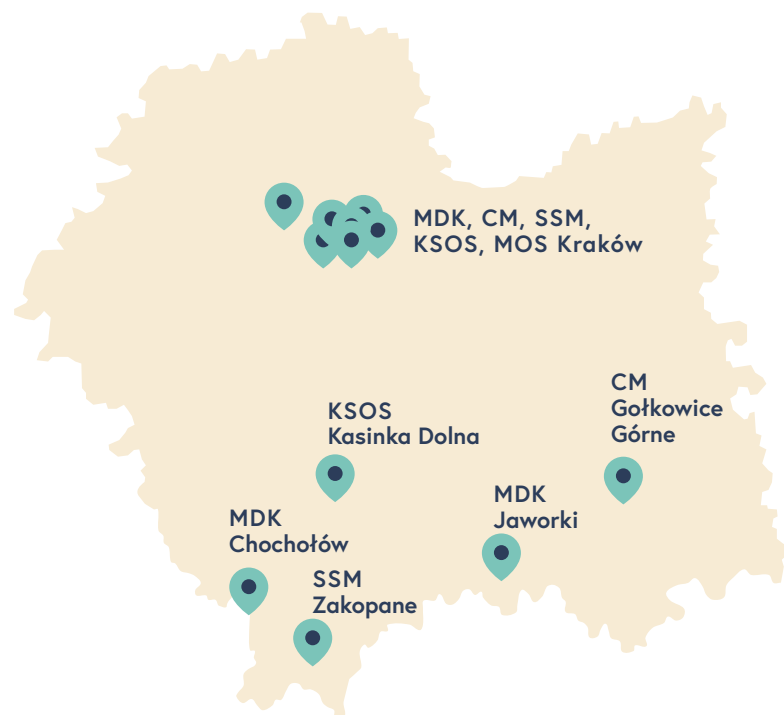 MDK, CM, SSM,
KSOS, MOS Kraków
CM
Gołkowice
Górne
KSOS
Kasinka Dolna
MDK
Jaworki
MDK
Chochołów
SSM
Zakopane